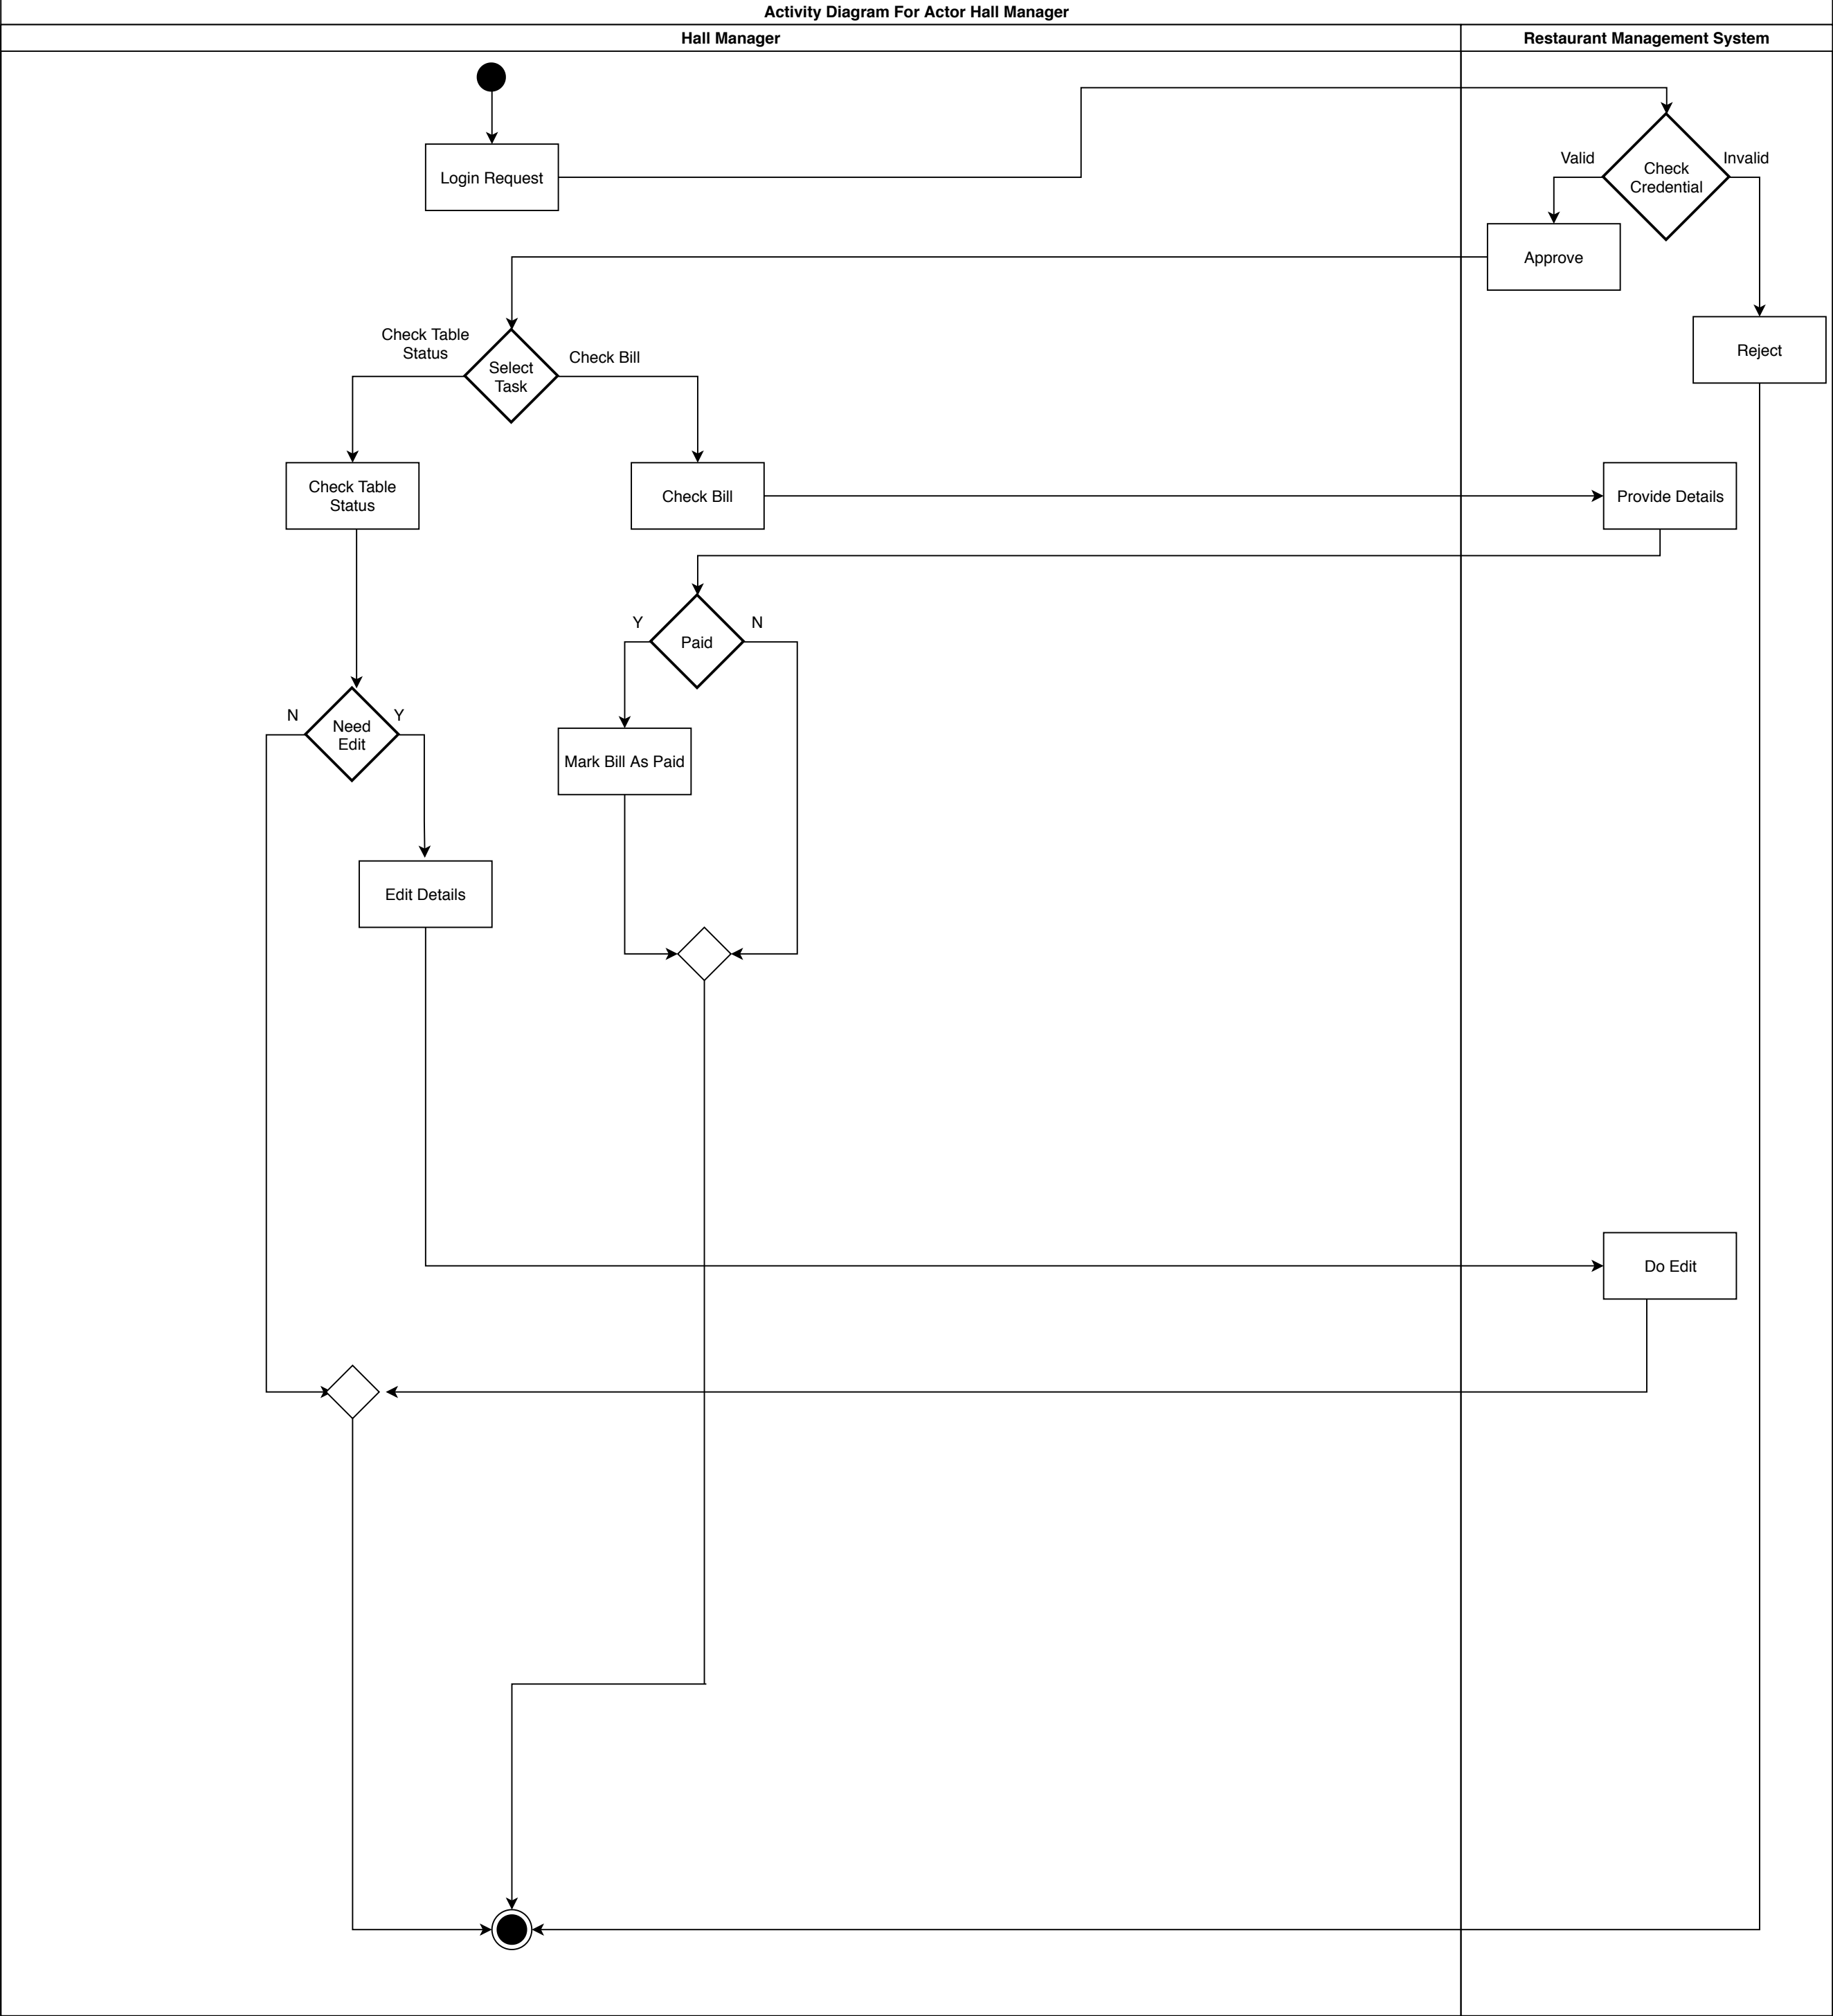 Activity Diagram For Actor Hall Manager
Hall Manager
Restaurant Management System
Login Request
Valid
Invalid
Check
Credential
Approve
Reject
Check Table
Status
Check Bill
Select
Task
Check Table
Status
Check Bill
Provide Details
Y
N
Paid
N
Y
Need
Edit
Mark Bill As Paid
Edit Details
Do Edit